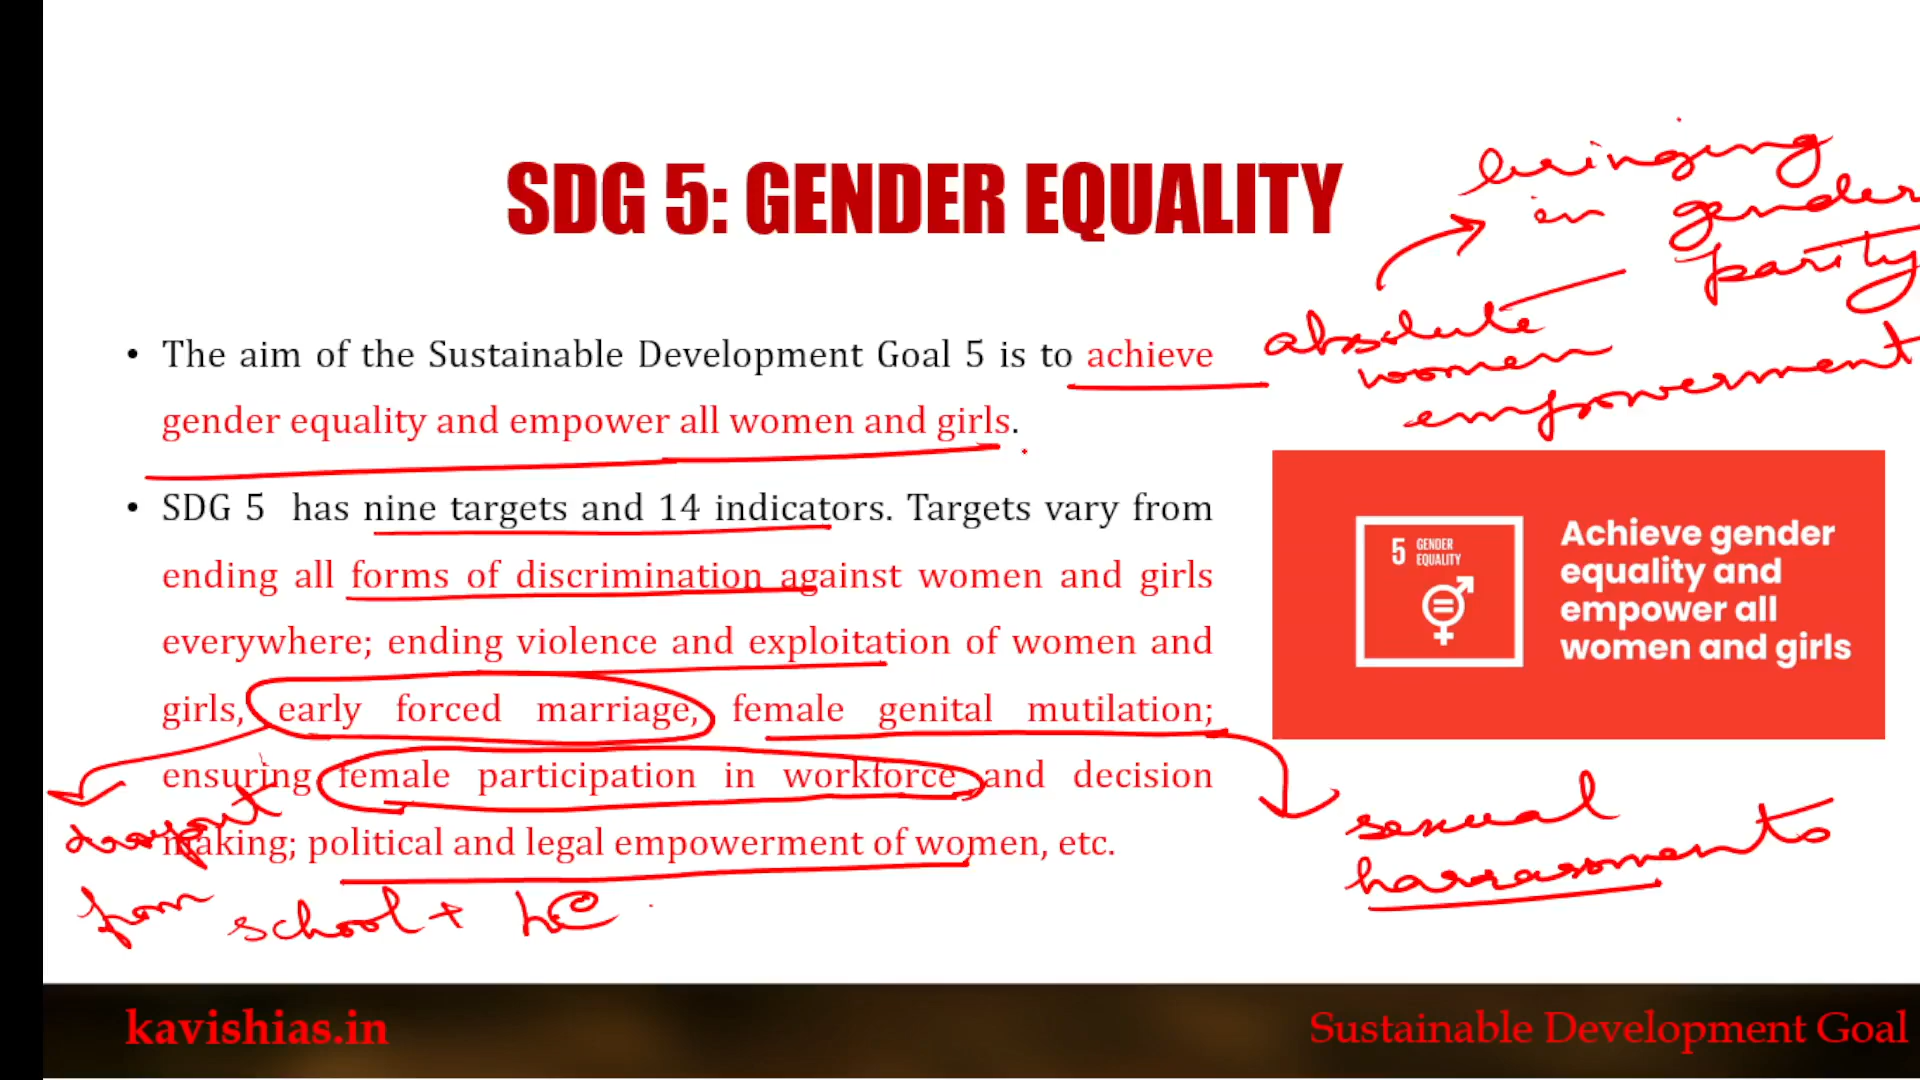 bringing
in gender
parity
SDG 5: GENDER EQUALITY
absolute
women
empowerment
• The aim of the Sustainable Development Goal 5 is to achieve
gender equality and empower all women and girls.
• SDG 5 has nine targets and 14 indicators. Targets vary from
ending all forms of discrimination against women and girls
everywhere; ending violence and exploitation of women and
girls, early forced marriage, female genital mutilation;
ensuring female participation in workforce and decision
making; political and legal empowerment of women, etc.
5 GENDER
EQUALITY
Achieve gender
equality and
empower all
women and girls
sexual
harrasments
from
school +
kavishias.in
Sustainable Development Goal